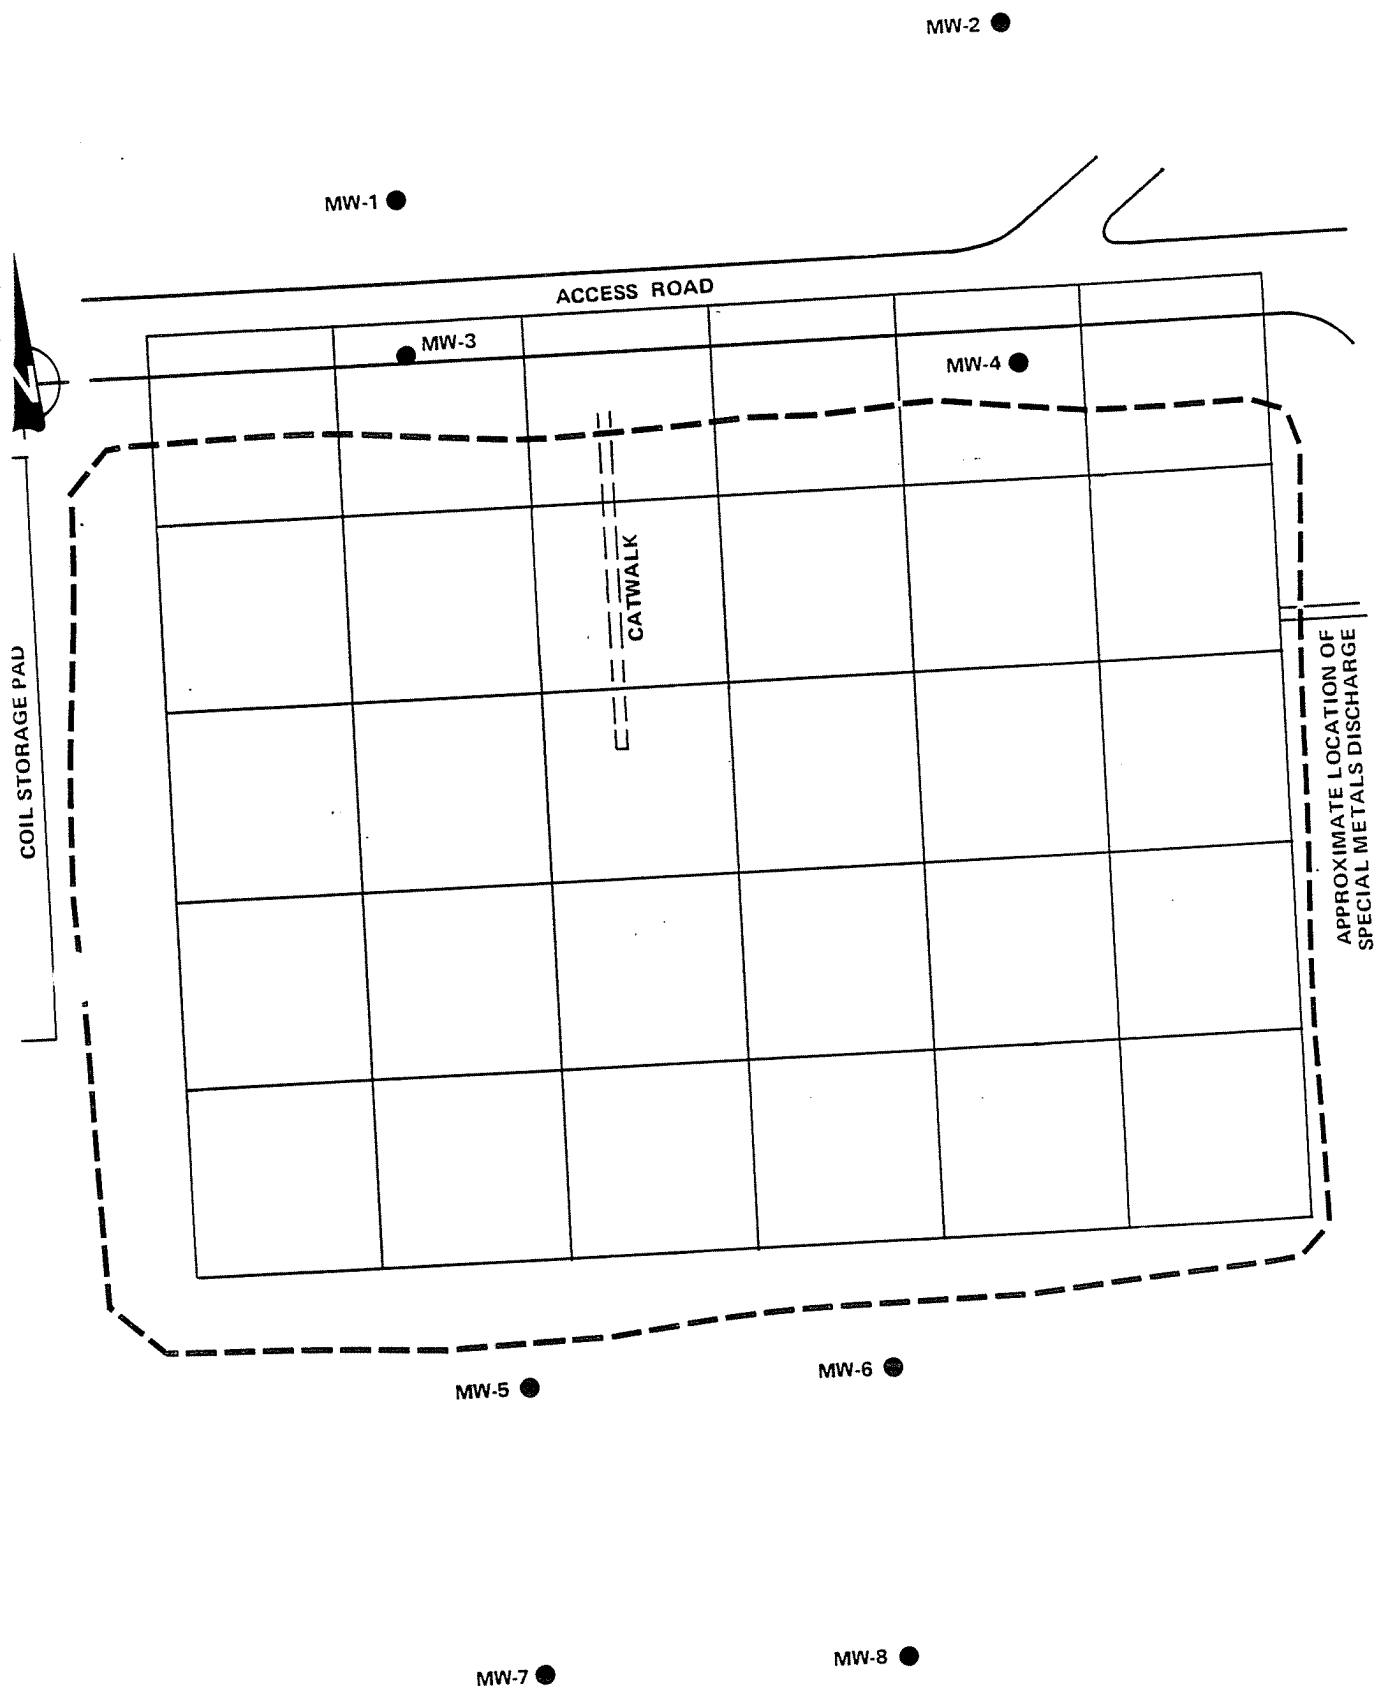 MW-2
MW-1
ACCESS ROAD
MW-3
MW-4
N
CATWALK
COIL STORAGE PAD
APPROXIMATE LOCATION OF
SPECIAL METALS DISCHARGE
MW-5
MW-6
MW-7
MW-8